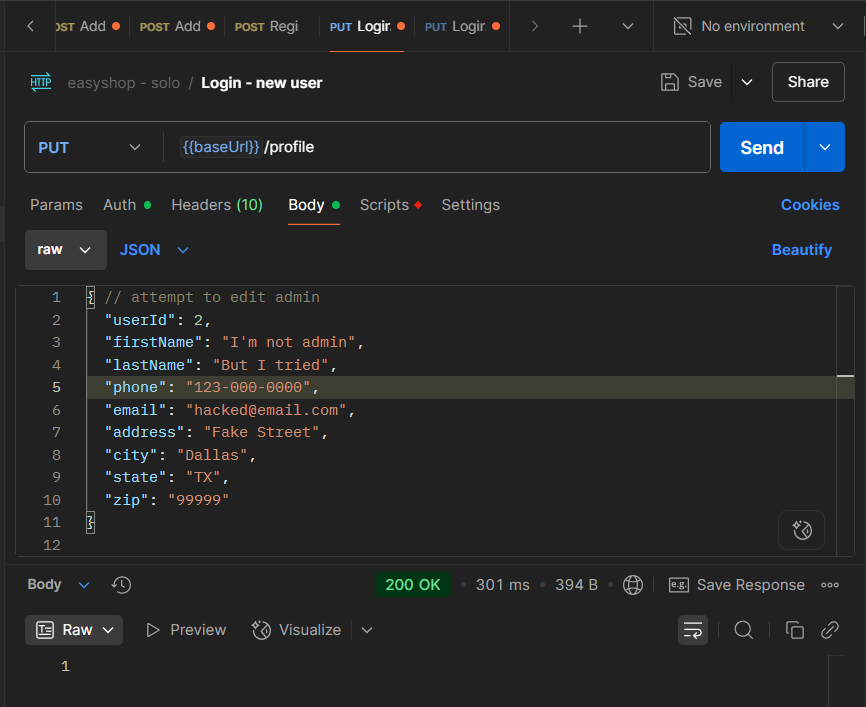 OST Add POST Add POST Regi PUT Login PUT Login No environment
HTTP easyshop - solo / Login - new user Save Share
PUT {{baseUrl}} /profile Send
Params Auth Headers (10) Body Scripts Settings Cookies
raw JSON Beautify
1 { // attempt to edit admin
2 "userId": 2,
3 "firstName": "I'm not admin",
4 "lastName": "But I tried",
5 "phone": "123-000-0000",
6 "email": "hacked@email.com",
7 "address": "Fake Street",
8 "city": "Dallas",
9 "state": "TX",
10 "zip": "99999"
11 }
12
Body 200 OK • 301 ms • 394 B • e.g. Save Response
Raw Preview Visualize
1